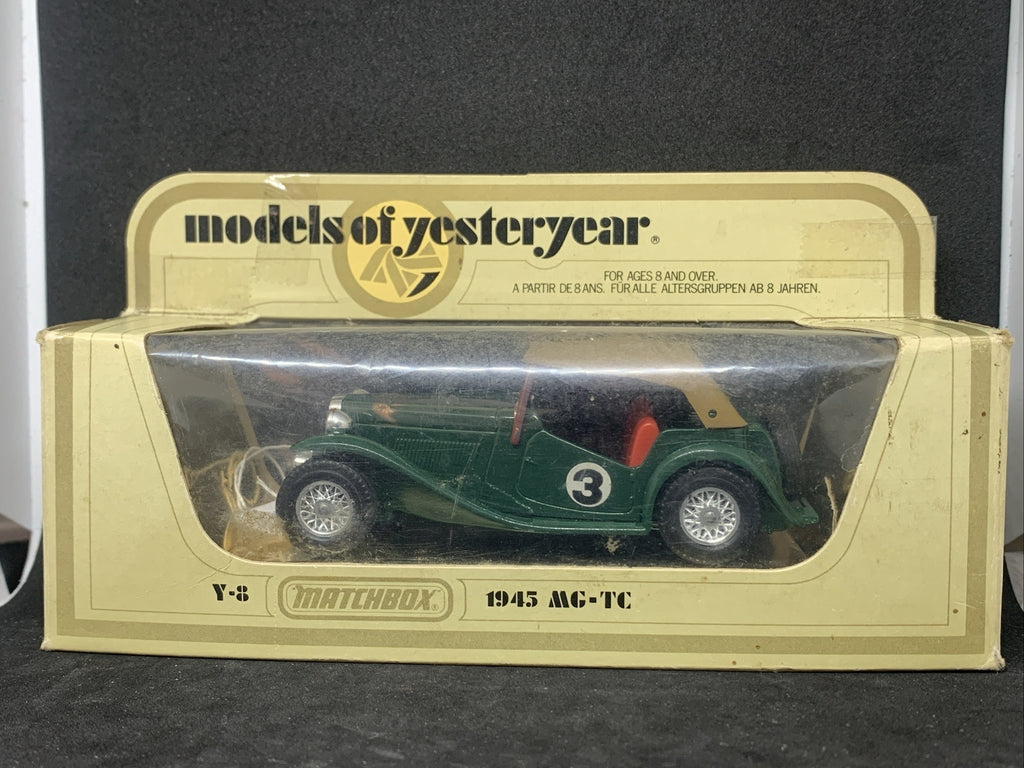 models of yesteryear®
FOR AGES 8 AND OVER.
A PARTIR DE 8 ANS. FÜR ALLE ALTERSGRUPPEN AB 8 JAHREN.
3
Y-8 MATCHBOX® 1945 MG-TC